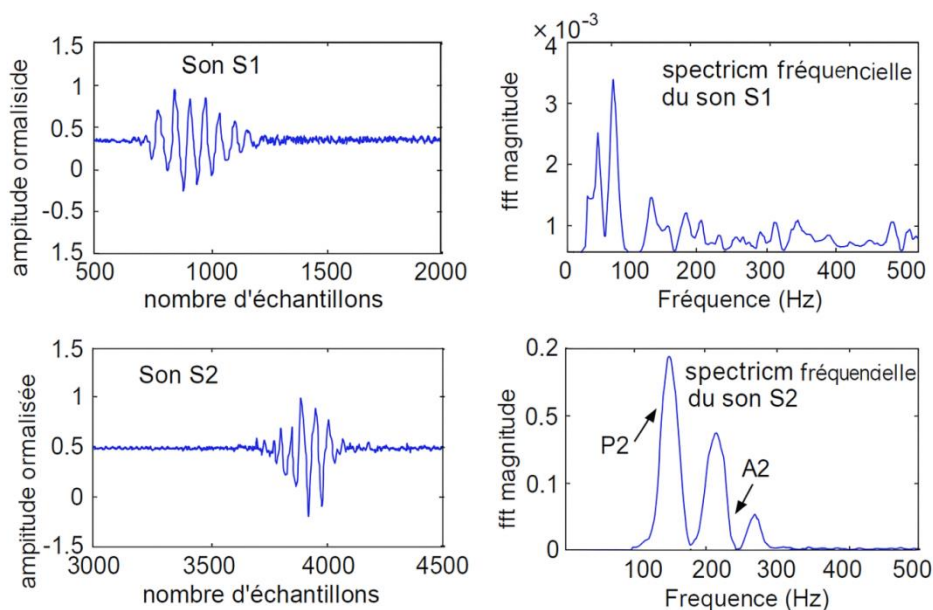 1.5
1
0.5
0
-0.5
1.5
500
1000
1500
2000
ampitude ormaliside
nombre d'échantillons
Son S1
×10⁻³
4
3
2
1
0
100
200
300
400
500
fft magnitude
Fréquence (Hz)
spectricm fréquencielle
du son S1
1.5
1
0.5
0
-1.5
3000
3500
4000
4500
amplitude ormalisée
nombre d'échantillons
Son S2
0.2
0.5
0.1
0
100
200
300
400
500
fft magnitude
Frequence (Hz)
spectricm fréquencielle
du son S2
P2
A2